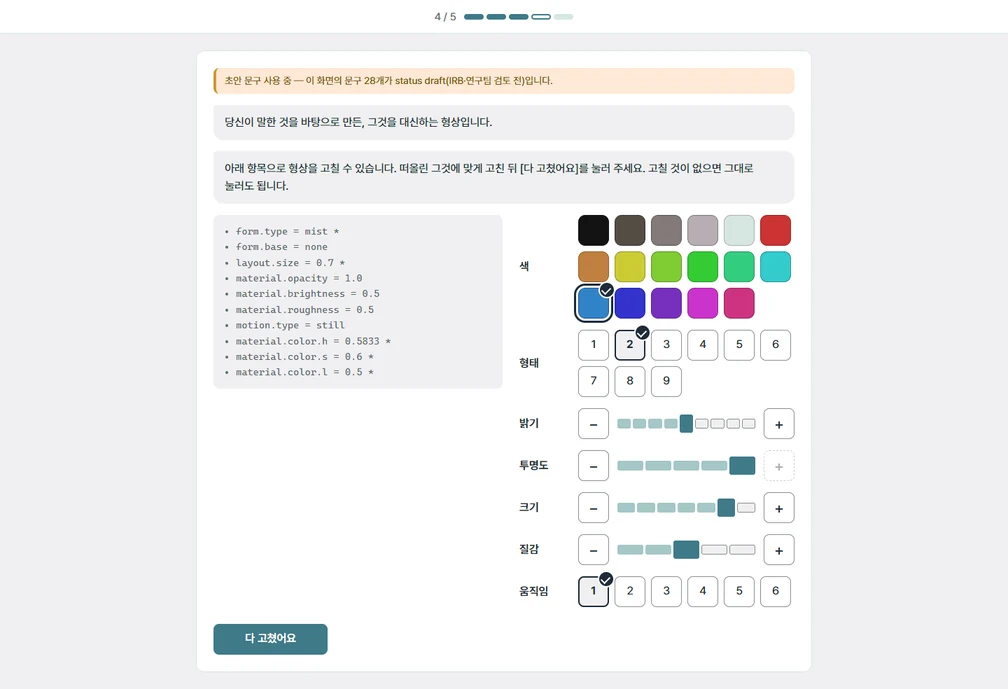 4 / 5
초안 문구 사용 중 — 이 화면의 문구 28개가 status draft(IRB·연구팀 검토 전)입니다.
당신이 말한 것을 바탕으로 만든, 그것을 대신하는 형상입니다.
아래 항목으로 형상을 고칠 수 있습니다. 떠올린 그것에 맞게 고친 뒤 [다 고쳤어요]를 눌러 주세요. 고칠 것이 없으면 그대로
눌러도 됩니다.
• form.type = mist *
• form.base = none
• layout.size = 0.7 *
• material.opacity = 1.0
• material.brightness = 0.5
• material.roughness = 0.5
• motion.type = still
• material.color.h = 0.5833 *
• material.color.s = 0.6 *
• material.color.l = 0.5 *
색
형태
1 2 3 4 5 6
7 8 9
밝기 − +
투명도 − +
크기 − +
질감 − +
움직임 1 2 3 4 5 6
다 고쳤어요